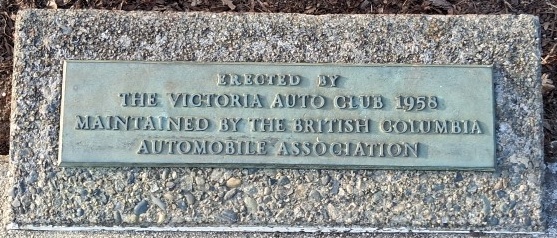 ERECTED BY
THE VICTORIA AUTO CLUB 1958
MAINTAINED BY THE BRITISH COLUMBIA
AUTOMOBILE ASSOCIATION